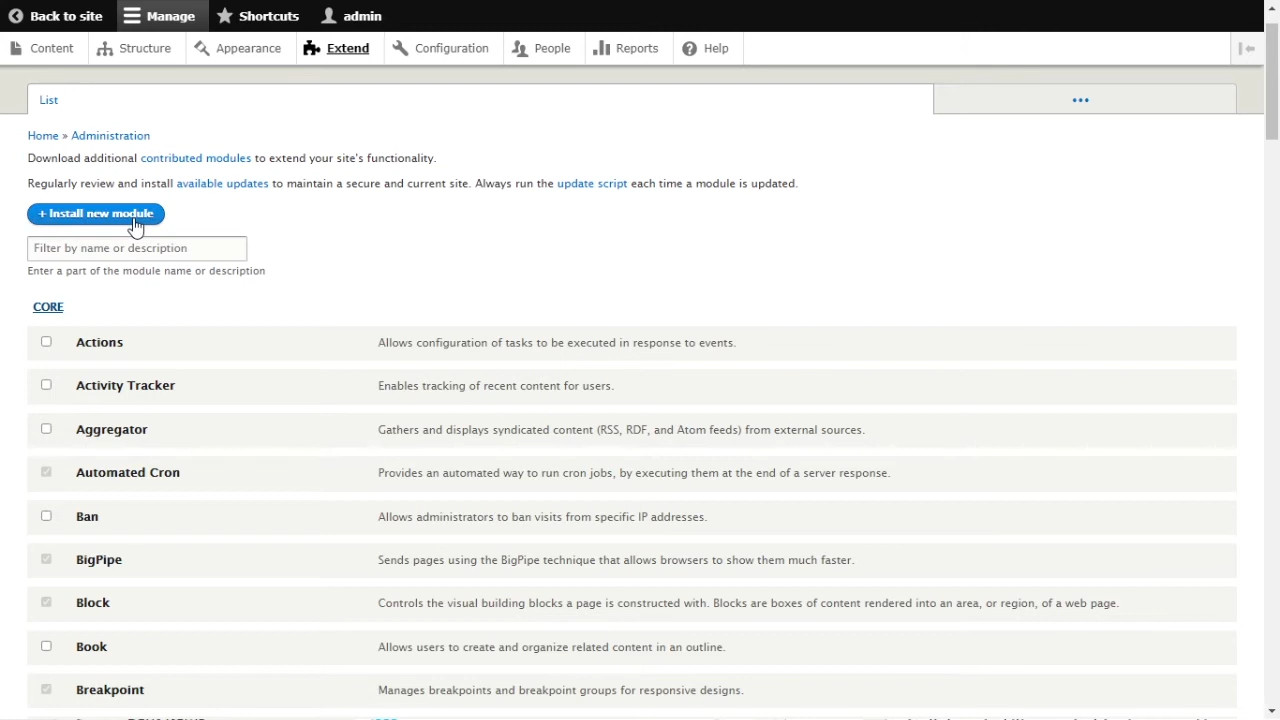 Back to site Manage Shortcuts admin
Content Structure Appearance Extend Configuration People Reports Help
List •••
Home » Administration
Download additional contributed modules to extend your site's functionality.
Regularly review and install available updates to maintain a secure and current site. Always run the update script each time a module is updated.
+ Install new module
Filter by name or description
Enter a part of the module name or description
CORE
Actions Allows configuration of tasks to be executed in response to events.
Activity Tracker Enables tracking of recent content for users.
Aggregator Gathers and displays syndicated content (RSS, RDF, and Atom feeds) from external sources.
Automated Cron Provides an automated way to run cron jobs, by executing them at the end of a server response.
Ban Allows administrators to ban visits from specific IP addresses.
BigPipe Sends pages using the BigPipe technique that allows browsers to show them much faster.
Block Controls the visual building blocks a page is constructed with. Blocks are boxes of content rendered into an area, or region, of a web page.
Book Allows users to create and organize related content in an outline.
Breakpoint Manages breakpoints and breakpoint groups for responsive designs.